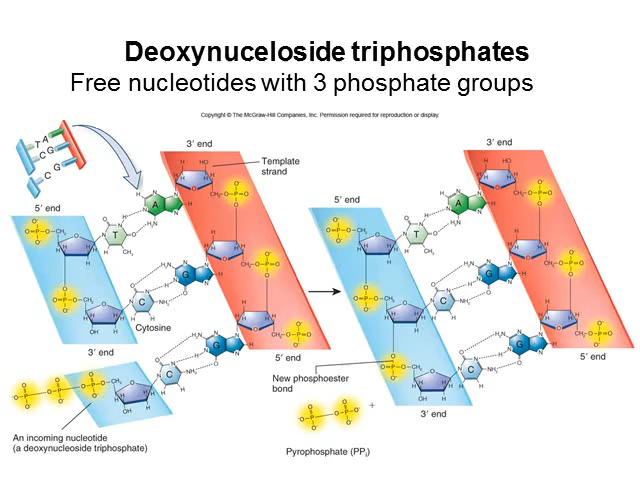 Deoxynuceloside triphosphates
Free nucleotides with 3 phosphate groups
Copyright © The McGraw-Hill Companies, Inc. Permission required for reproduction or display.
T A
C G
C G
3′ end
Template
strand
5′ end
A
T
G
C
Cytosine
3′ end
G
C
5′ end
An incoming nucleotide
(a deoxynucleoside triphosphate)
3′ end
5′ end
A
T
G
C
G
C
5′ end
New phosphoester
bond
3′ end
+
Pyrophosphate (PPi)